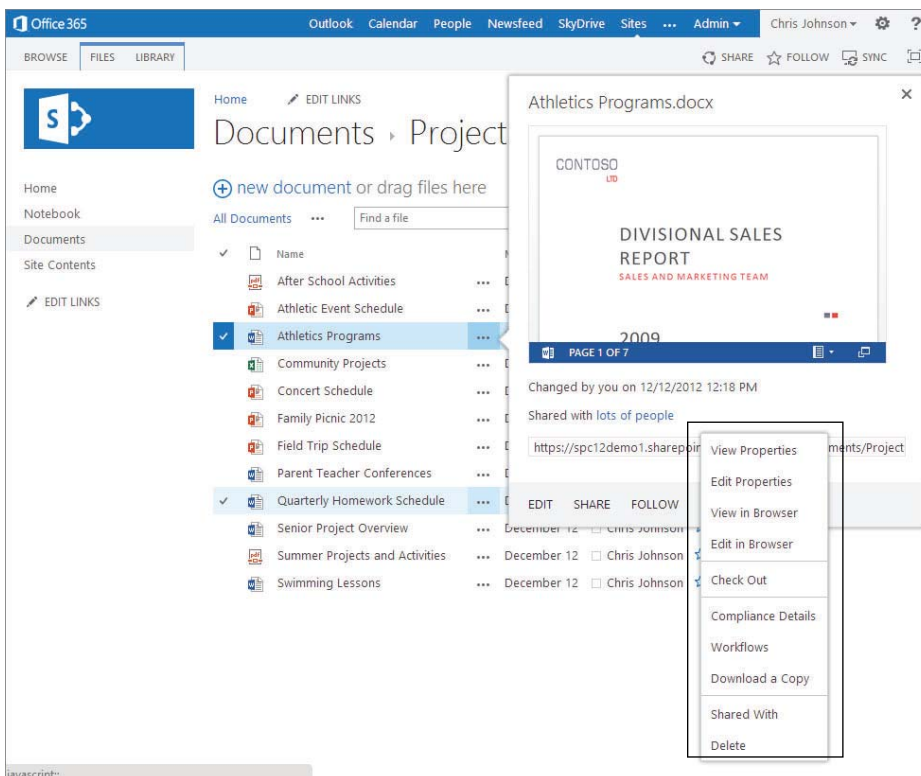 Office 365 Outlook Calendar People Newsfeed SkyDrive Sites ••• Admin Chris Johnson ?
BROWSE FILES LIBRARY SHARE FOLLOW SYNC
S
Home EDIT LINKS
Documents Project
new document or drag files here
All Documents ••• Find a file
Name
After School Activities •••
Athletic Event Schedule •••
Athletics Programs •••
Community Projects •••
Concert Schedule •••
Family Picnic 2012 •••
Field Trip Schedule •••
Parent Teacher Conferences •••
Quarterly Homework Schedule •••
Senior Project Overview ••• December 12 Chris Johnson
Summer Projects and Activities ••• December 12 Chris Johnson
Swimming Lessons ••• December 12 Chris Johnson
Home
Notebook
Documents
Site Contents
EDIT LINKS
Athletics Programs.docx
CONTOSO
LTD
DIVISIONAL SALES
REPORT
SALES AND MARKETING TEAM
2009
PAGE 1 OF 7
Changed by you on 12/12/2012 12:18 PM
Shared with lots of people
https://spc12demo1.sharepoin ments/Project
EDIT SHARE FOLLOW
View Properties
Edit Properties
View in Browser
Edit in Browser
Check Out
Compliance Details
Workflows
Download a Copy
Shared With
Delete